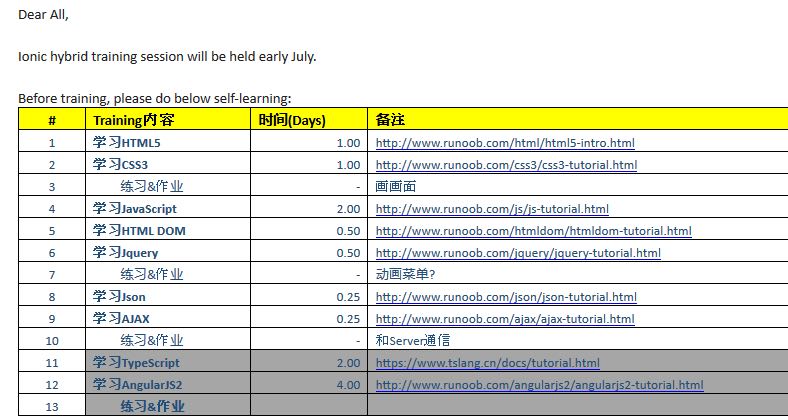 Dear All,
Ionic hybrid training session will be held early July.
Before training, please do below self-learning:
# Training内容 时间(Days) 备注
1 学习HTML5 1.00 http://www.runoob.com/html/html5-intro.html
2 学习CSS3 1.00 http://www.runoob.com/css3/css3-tutorial.html
3 练习&作业 - 画画面
4 学习JavaScript 2.00 http://www.runoob.com/js/js-tutorial.html
5 学习HTML DOM 0.50 http://www.runoob.com/htmldom/htmldom-tutorial.html
6 学习Jquery 0.50 http://www.runoob.com/jquery/jquery-tutorial.html
7 练习&作业 - 动画菜单?
8 学习Json 0.25 http://www.runoob.com/json/json-tutorial.html
9 学习AJAX 0.25 http://www.runoob.com/ajax/ajax-tutorial.html
10 练习&作业 - 和Server通信
11 学习TypeScript 2.00 https://www.tslang.cn/docs/tutorial.html
12 学习AngularJS2 4.00 http://www.runoob.com/angularjs2/angularjs2-tutorial.html
13 练习&作业